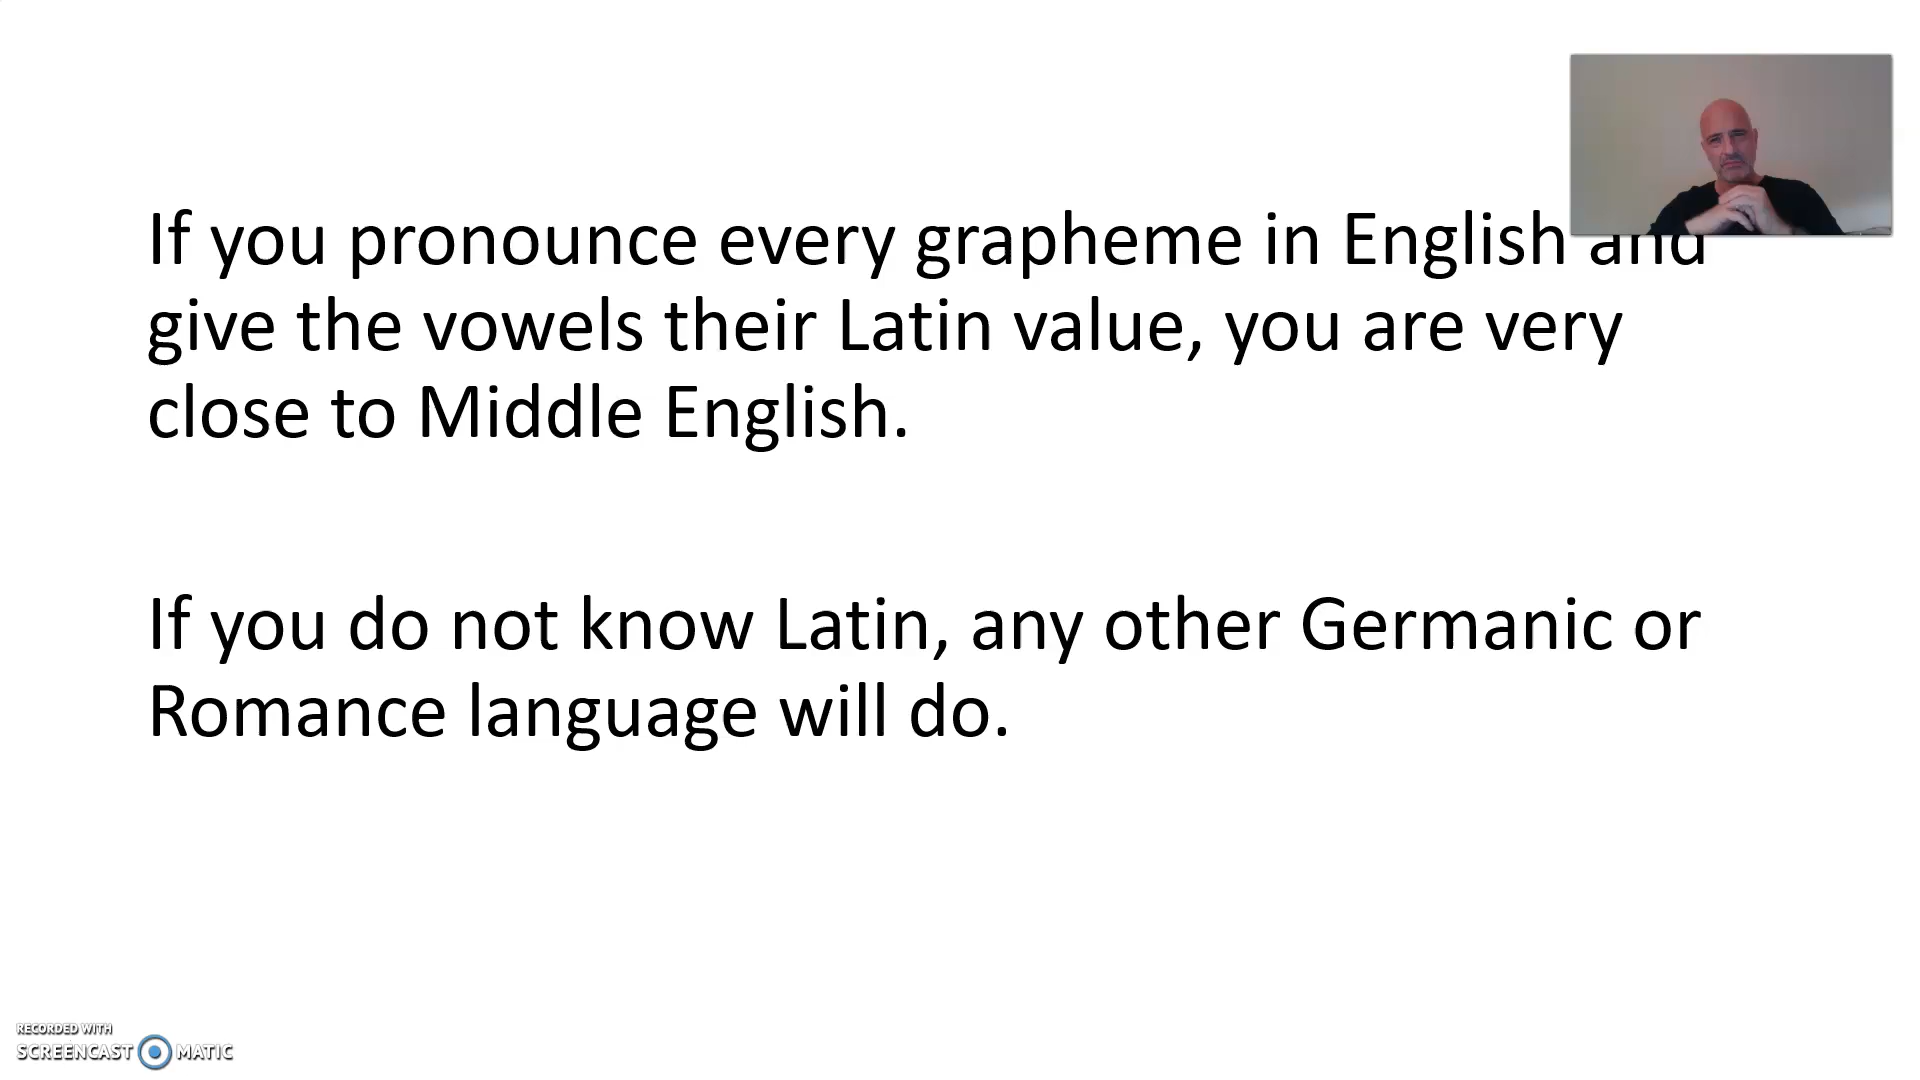 If you pronounce every grapheme in English and
give the vowels their Latin value, you are very
close to Middle English.
If you do not know Latin, any other Germanic or
Romance language will do.
RECORDED WITH
SCREENCAST MATIC